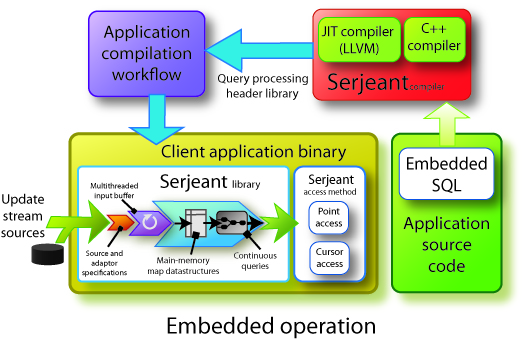 Application
compilation
workflow
JIT compiler
(LLVM)
C++
compiler
Serjeant compiler
Query processing
header library
Client application binary
Serjeant library
Multithreaded
input buffer
Source and
adaptor
specifications
Main-memory
map datastructures
Continuous
queries
Serjeant
access method
Point
access
Cursor
access
Update
stream
sources
Embedded
SQL
Application
source
code
Embedded operation